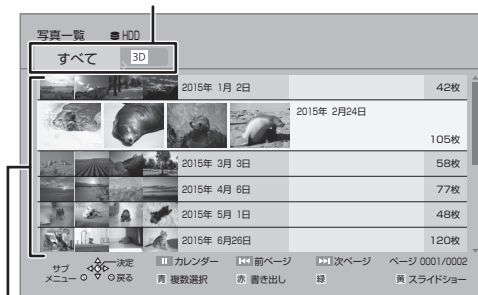 写真一覧 HDD
すべて 3D
2015年 1月 2日 42枚
2015年 2月24日
105枚
2015年 3月 3日 58枚
2015年 4月 6日 77枚
2015年 5月 1日 48枚
2015年 6月26日 120枚
サブメニュー 決定 戻る
カレンダー 前ページ 次ページ ページ 0001/0002
青 複数選択 赤 書き出し 緑 黄 スライドショー